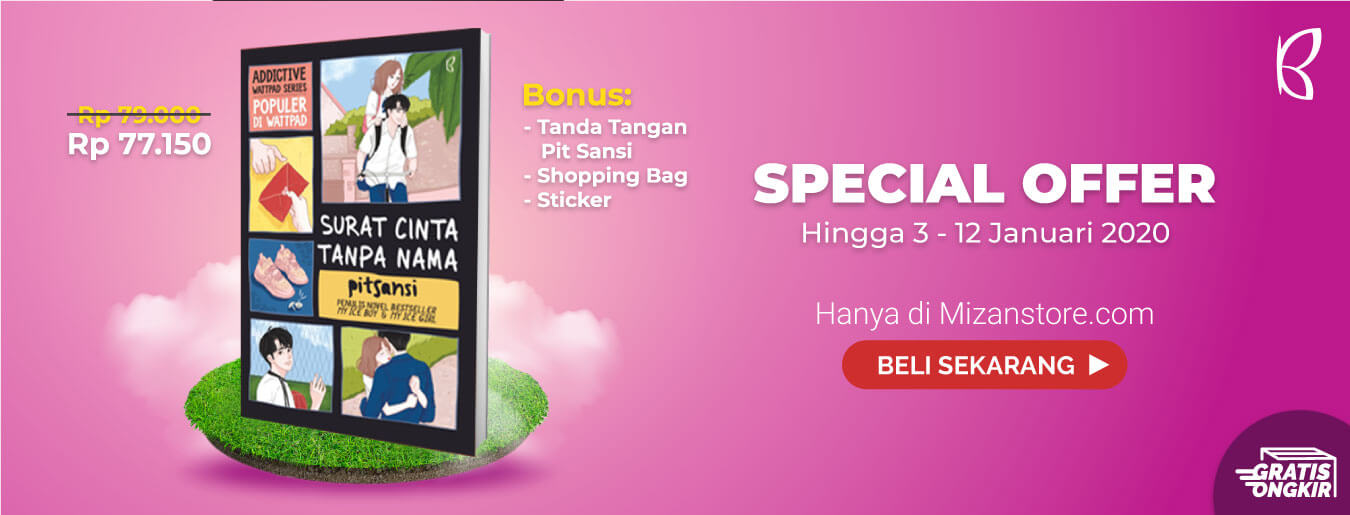 Rp 79.000
Rp 77.150
ADDICTIVE
WATTPAD SERIES
POPULER
DI WATTPAD
SURAT CINTA
TANPA NAMA
pitsansi
PENULIS NOVEL BESTSELLER
MY ICE BOY & MY ICE GIRL
Bonus:
- Tanda Tangan
Pit Sansi
- Shopping Bag
- Sticker
SPECIAL OFFER
Hingga 3 - 12 Januari 2020
Hanya di Mizanstore.com
BELI SEKARANG
GRATIS
ONGKIR